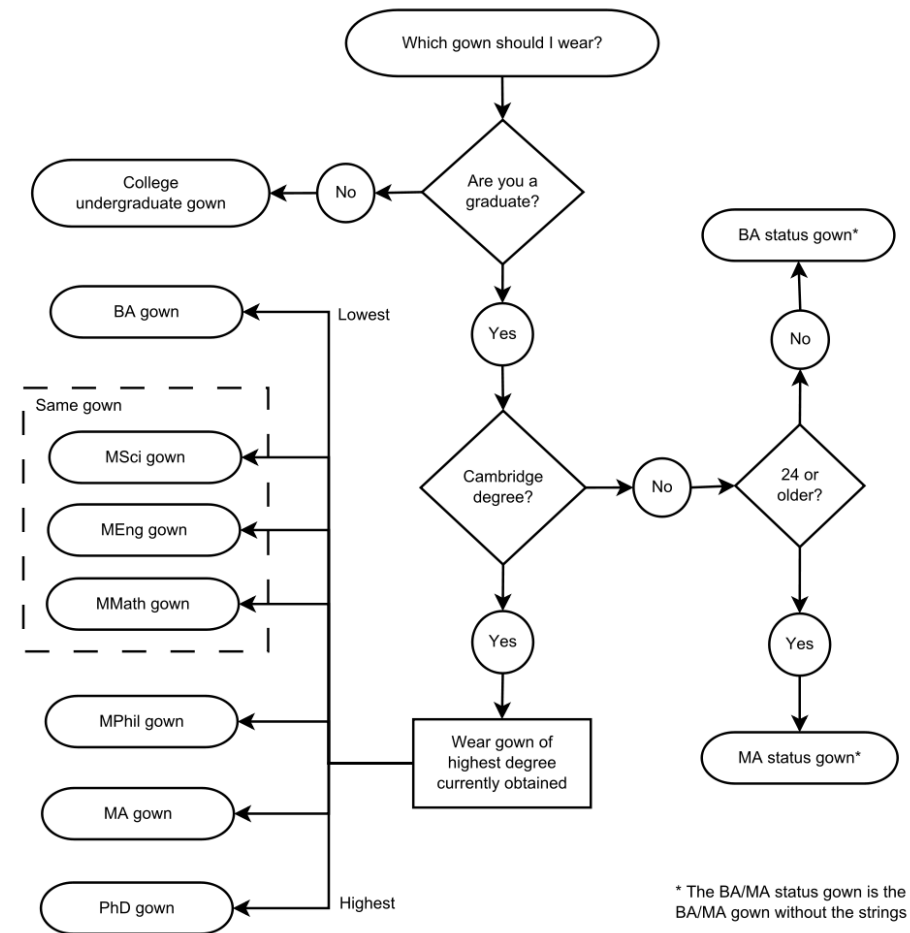 Which gown should I wear?
Are you a
graduate?
No
College
undergraduate gown
Yes
Cambridge
degree?
No
24 or
older?
No
BA status gown*
Yes
MA status gown*
Yes
Wear gown of
highest degree
currently obtained
Lowest
BA gown
Same gown
MSci gown
MEng gown
MMath gown
MPhil gown
MA gown
PhD gown
Highest
* The BA/MA status gown is the
BA/MA gown without the strings